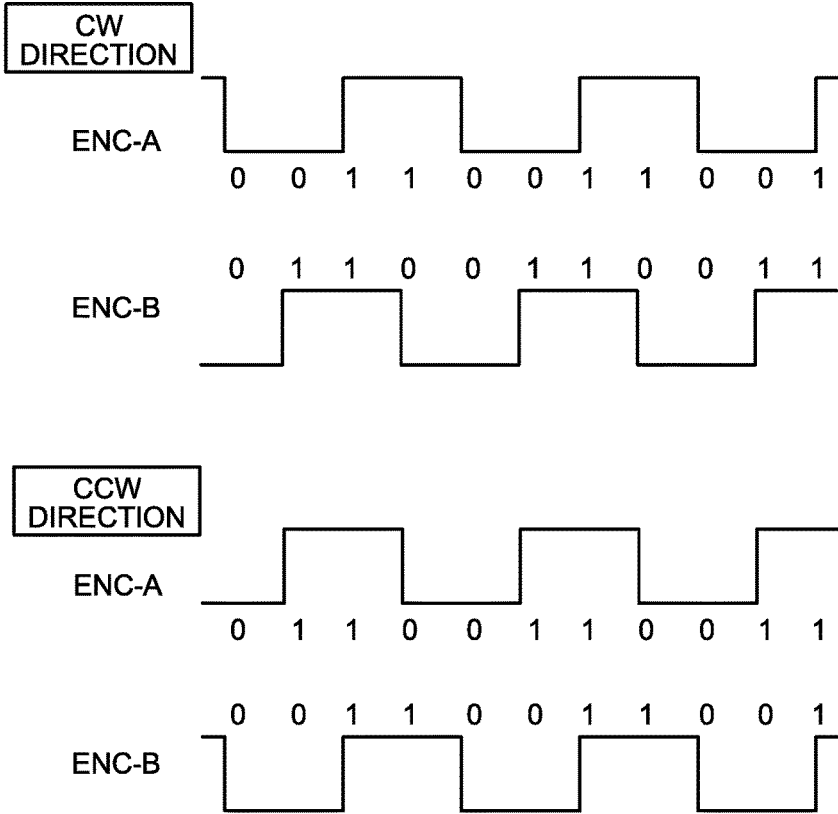 CW
DIRECTION
ENC-A
0 0 1 1 0 0 1 1 0 0 1
0 1 1 0 0 1 1 0 0 1 1
ENC-B
CCW
DIRECTION
ENC-A
0 1 1 0 0 1 1 0 0 1 1
0 0 1 1 0 0 1 1 0 0 1
ENC-B